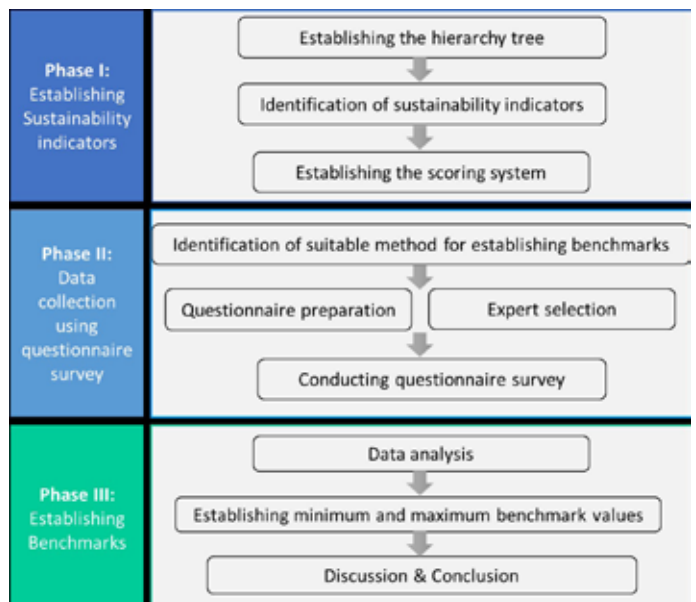 Phase I:
Establishing
Sustainability
indicators
Establishing the hierarchy tree
Identification of sustainability indicators
Establishing the scoring system
Phase II:
Data
collection
using
questionnaire
survey
Identification of suitable method for establishing benchmarks
Questionnaire preparation
Expert selection
Conducting questionnaire survey
Phase III:
Establishing
Benchmarks
Data analysis
Establishing minimum and maximum benchmark values
Discussion & Conclusion